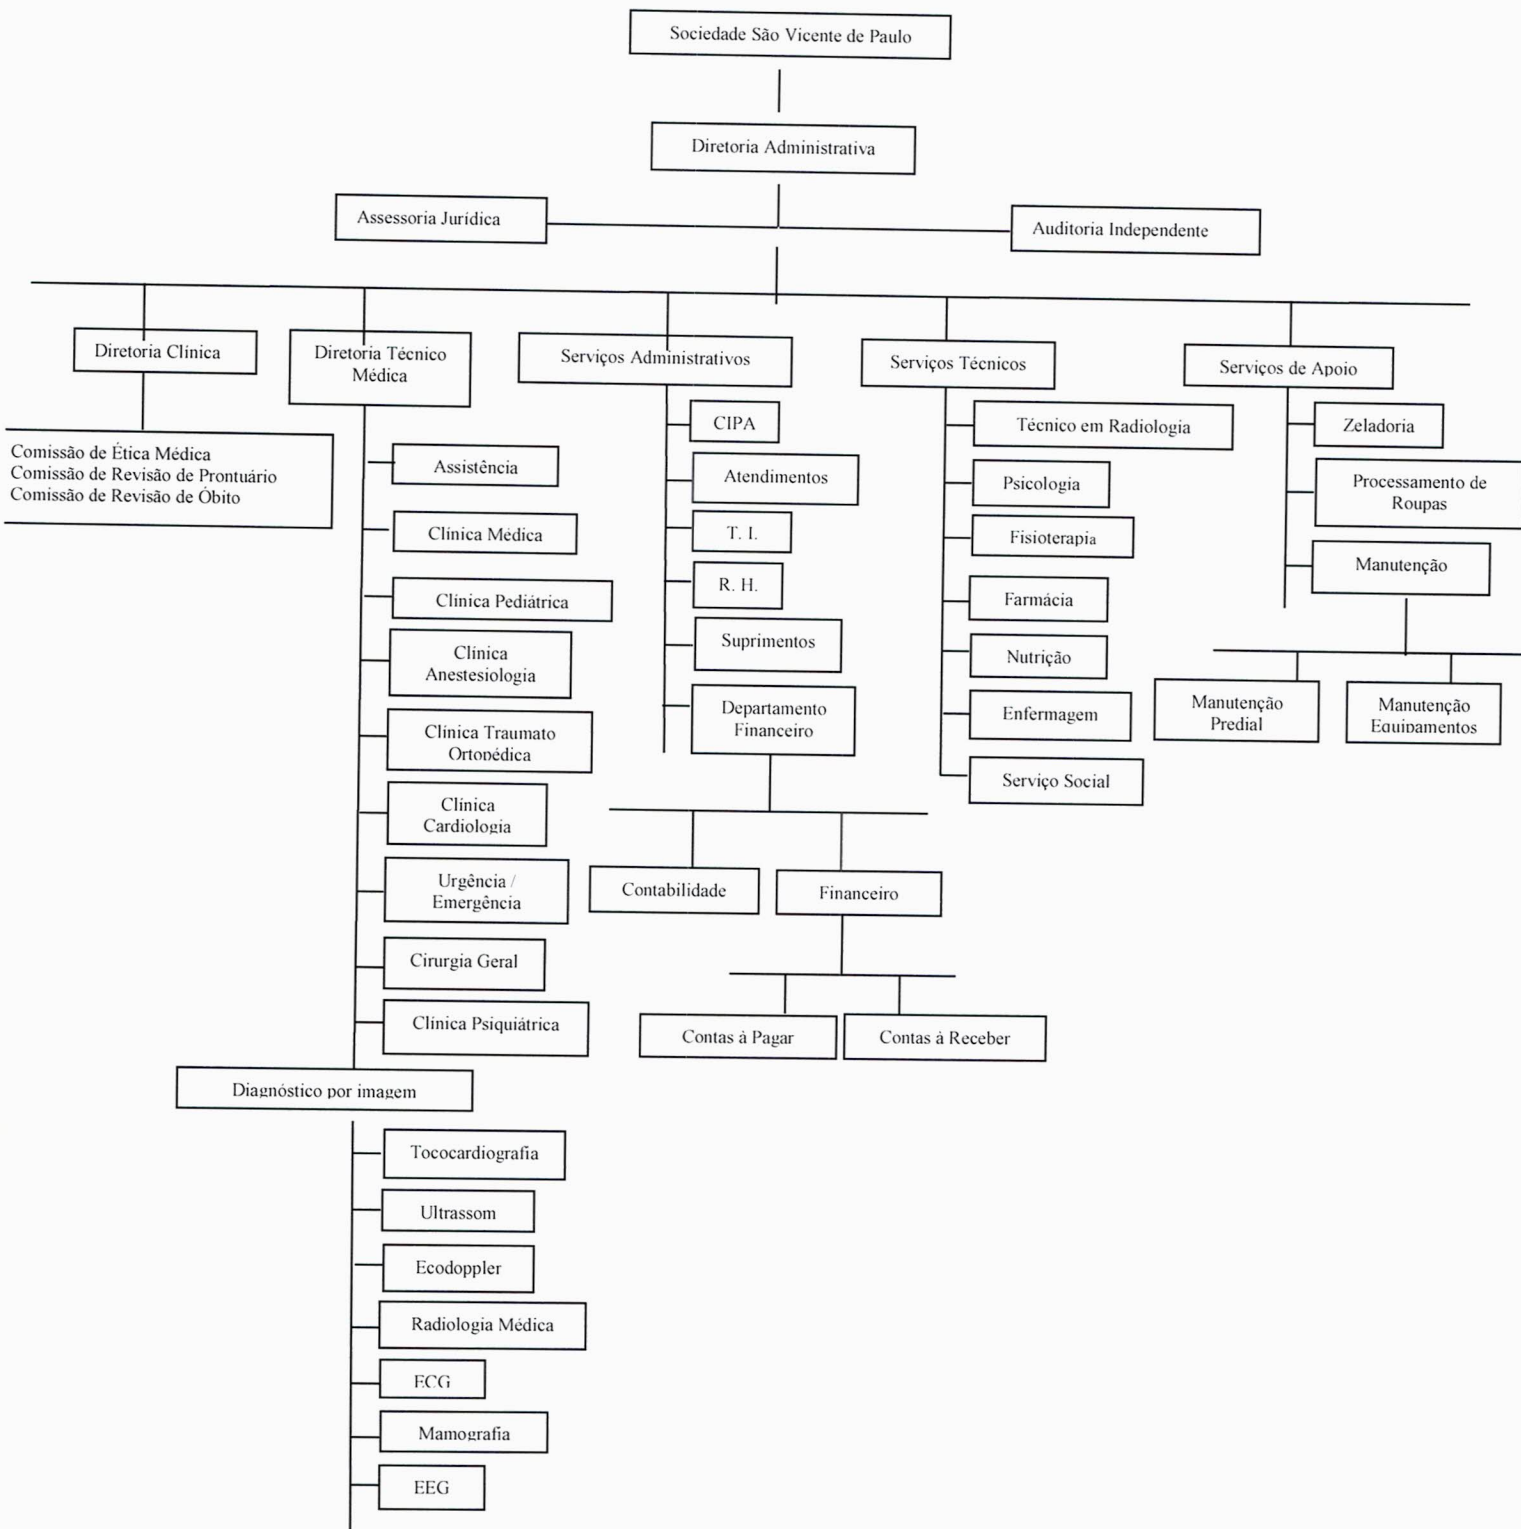 Sociedade São Vicente de Paulo
Diretoria Administrativa
Assessoria Jurídica
Auditoria Independente
Diretoria Clínica
Comissão de Ética Médica
Comissão de Revisão de Prontuário
Comissão de Revisão de Óbito
Diretoria Técnico
Médica
Assistência
Clínica Médica
Clínica Pediátrica
Clínica
Anestesiologia
Clínica Traumato
Ortopédica
Clínica
Cardiologia
Urgência /
Emergência
Cirurgia Geral
Clínica Psiquiátrica
Diagnóstico por imagem
Tococardiografia
Ultrassom
Ecodoppler
Radiologia Médica
ECG
Mamografia
EEG
Serviços Administrativos
CIPA
Atendimentos
T. I.
R. H.
Suprimentos
Departamento
Financeiro
Contabilidade
Financeiro
Contas à Pagar
Contas à Receber
Serviços Técnicos
Técnico em Radiologia
Psicologia
Fisioterapia
Farmácia
Nutrição
Enfermagem
Serviço Social
Serviços de Apoio
Zeladoria
Processamento de
Roupas
Manutenção
Manutenção
Predial
Manutenção
Equipamentos